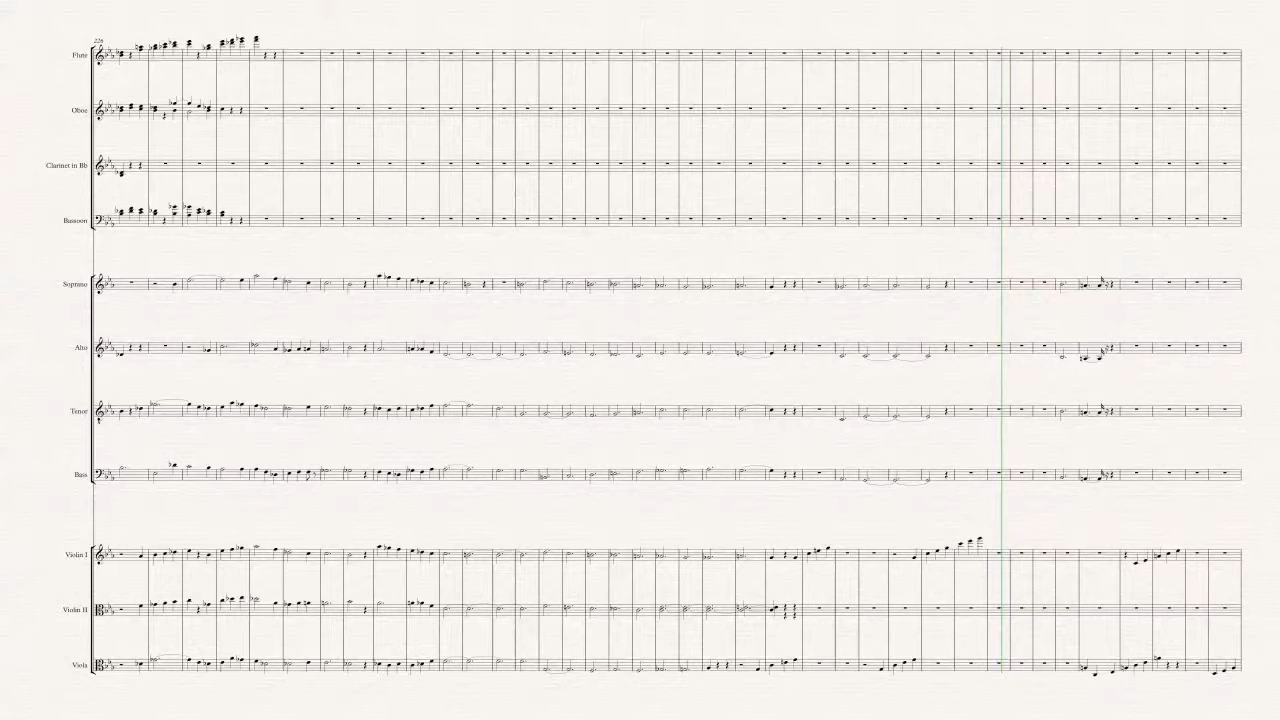 226
Flute
Oboe
Clarinet in Bb
Bassoon
Soprano
Alto
Tenor
Bass
Violin I
Violin II
Viola